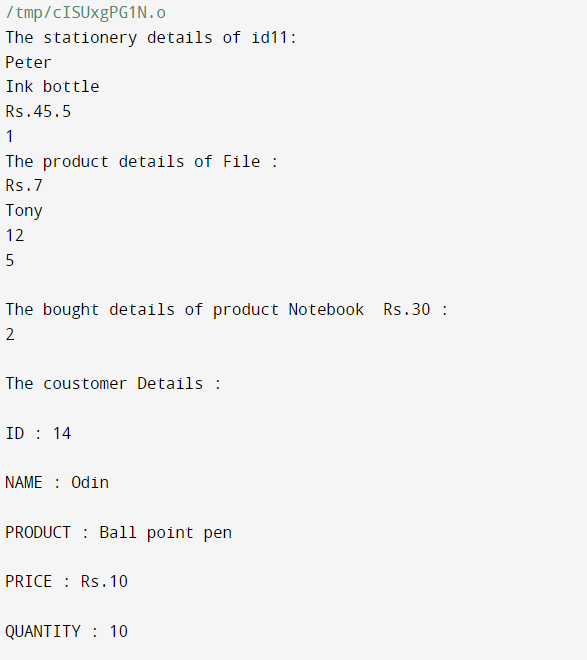 /tmp/cISUxgPG1N.o
The stationery details of id11:
Peter
Ink bottle
Rs.45.5
1
The product details of File :
Rs.7
Tony
12
5
The bought details of product Notebook  Rs.30 :
2
The coustomer Details :
ID : 14
NAME : Odin
PRODUCT : Ball point pen
PRICE : Rs.10
QUANTITY : 10